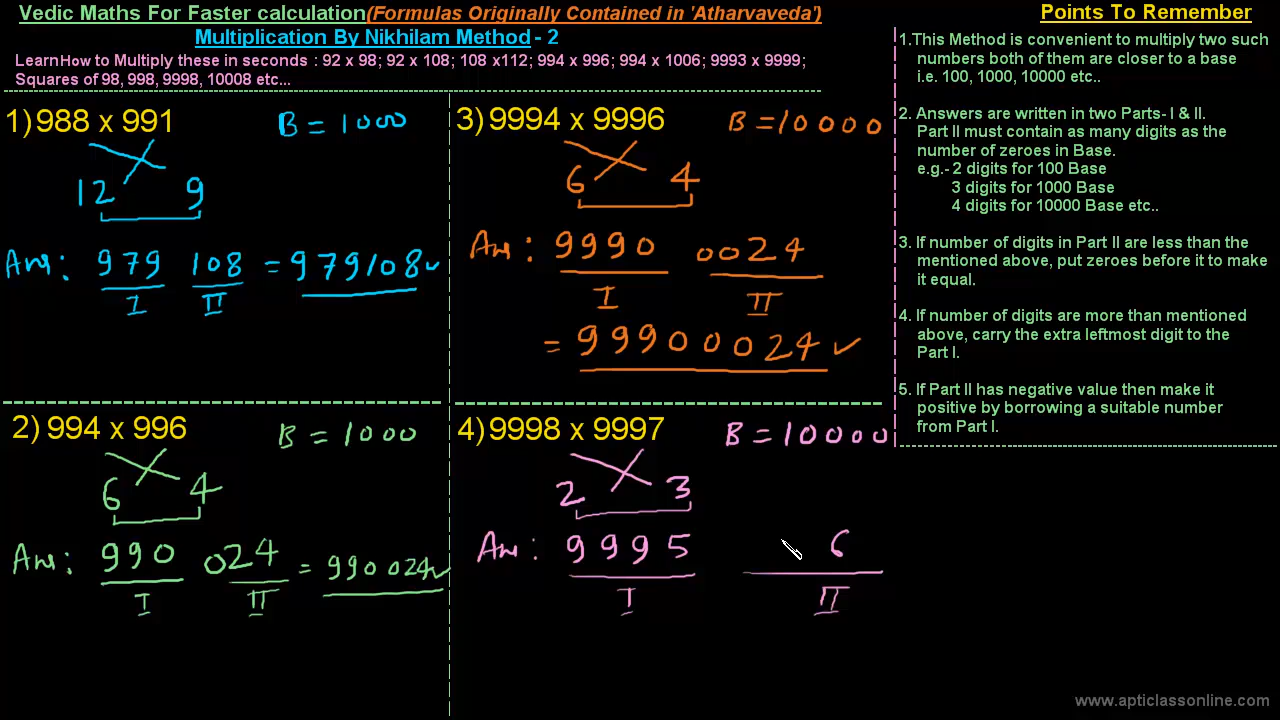 Vedic Maths For Faster calculation(Formulas Originally Contained in 'Atharvaveda')
Multiplication By Nikhilam Method - 2
Learn How to Multiply these in seconds : 92 x 98; 92 x 108; 108 x112; 994 x 996; 994 x 1006; 9993 x 9999;
Squares of 98, 998, 9998, 10008 etc...
1) 988 x 991 B = 1000
12 9
Ans : 979 108 = 979108 ✓
I II
2) 994 x 996 B = 1000
6 4
Ans : 990 024 = 990024 ✓
I II
3) 9994 x 9996 B = 10000
6 4
Ans : 9990 0024
I II
= 99900024 ✓
4) 9998 x 9997 B = 10000
2 3
Ans : 9995 6
I II
Points To Remember
1.This Method is convenient to multiply two such
numbers both of them are closer to a base
i.e. 100, 1000, 10000 etc..
2. Answers are written in two Parts- I & II.
Part II must contain as many digits as the
number of zeroes in Base.
e.g.- 2 digits for 100 Base
3 digits for 1000 Base
4 digits for 10000 Base etc..
3. If number of digits in Part II are less than the
mentioned above, put zeroes before it to make
it equal.
4. If number of digits are more than mentioned
above, carry the extra leftmost digit to the
Part I.
5. If Part II has negative value then make it
positive by borrowing a suitable number
from Part I.
www.apticlassonline.com